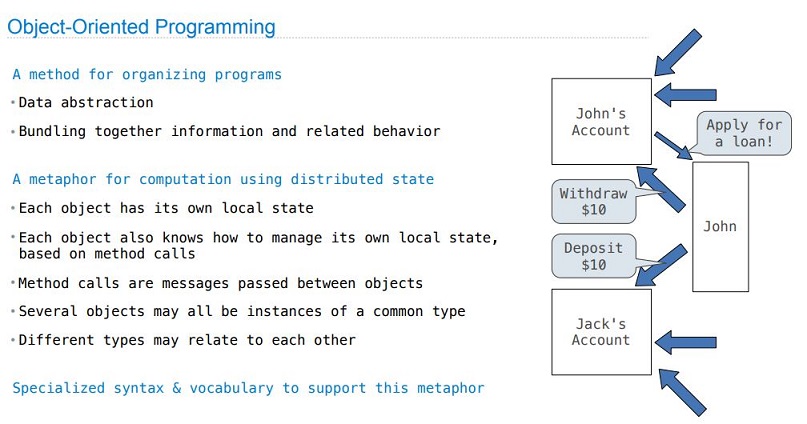 Object-Oriented Programming
A method for organizing programs
• Data abstraction
• Bundling together information and related behavior
A metaphor for computation using distributed state
• Each object has its own local state
• Each object also knows how to manage its own local state,
based on method calls
• Method calls are messages passed between objects
• Several objects may all be instances of a common type
• Different types may relate to each other
Specialized syntax & vocabulary to support this metaphor
John's
Account
Apply for
a loan!
Withdraw
$10
John
Deposit
$10
Jack's
Account